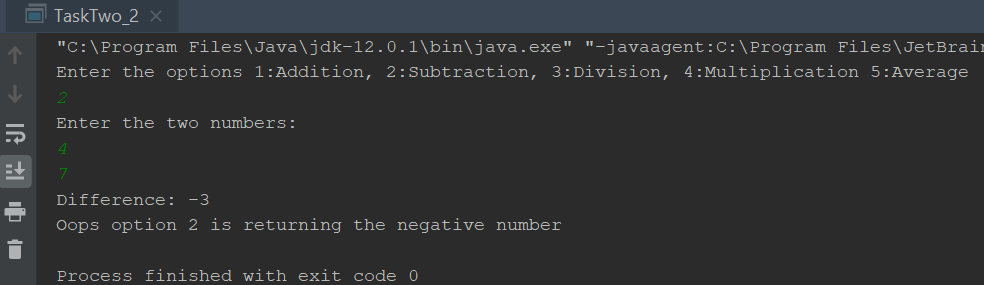 TaskTwo_2
"C:\Program Files\Java\jdk-12.0.1\bin\java.exe" "-javaagent:C:\Program Files\JetBrain
Enter the options 1:Addition, 2:Subtraction, 3:Division, 4:Multiplication 5:Average
2
Enter the two numbers:
4
7
Difference: -3
Oops option 2 is returning the negative number
Process finished with exit code 0